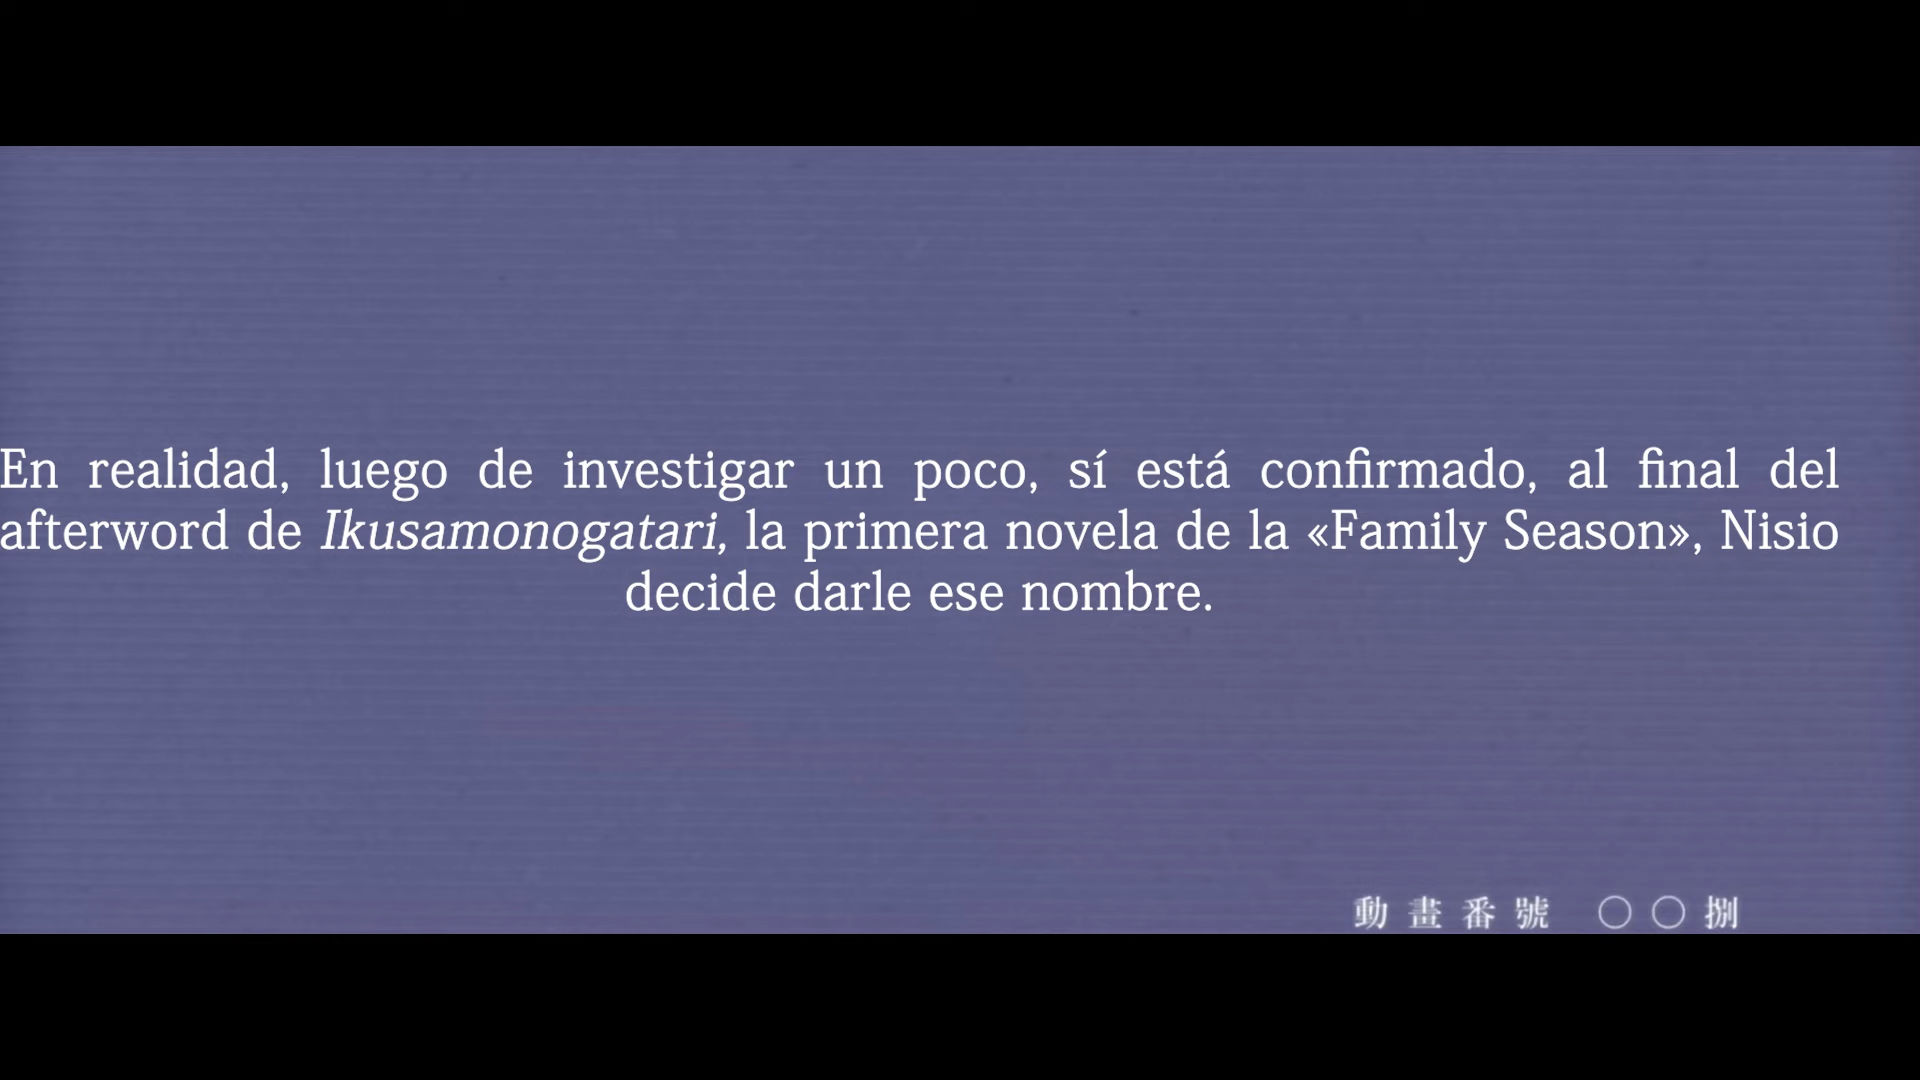 En realidad, luego de investigar un poco, sí está confirmado, al final del
afterword de Ikusamonogatari, la primera novela de la «Family Season», Nisio
decide darle ese nombre.
動畫番號 〇〇捌